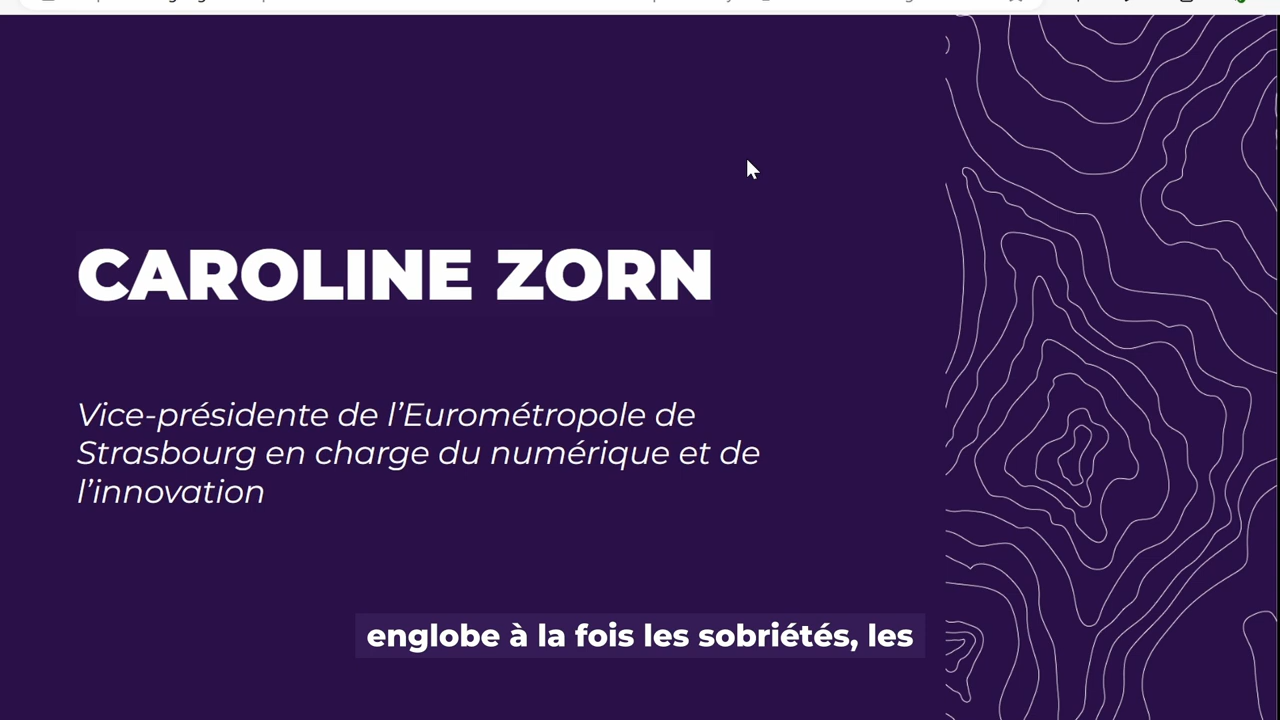 CAROLINE ZORN
Vice-présidente de l’Eurométropole de
Strasbourg en charge du numérique et de
l’innovation
englobe à la fois les sobriétés, les